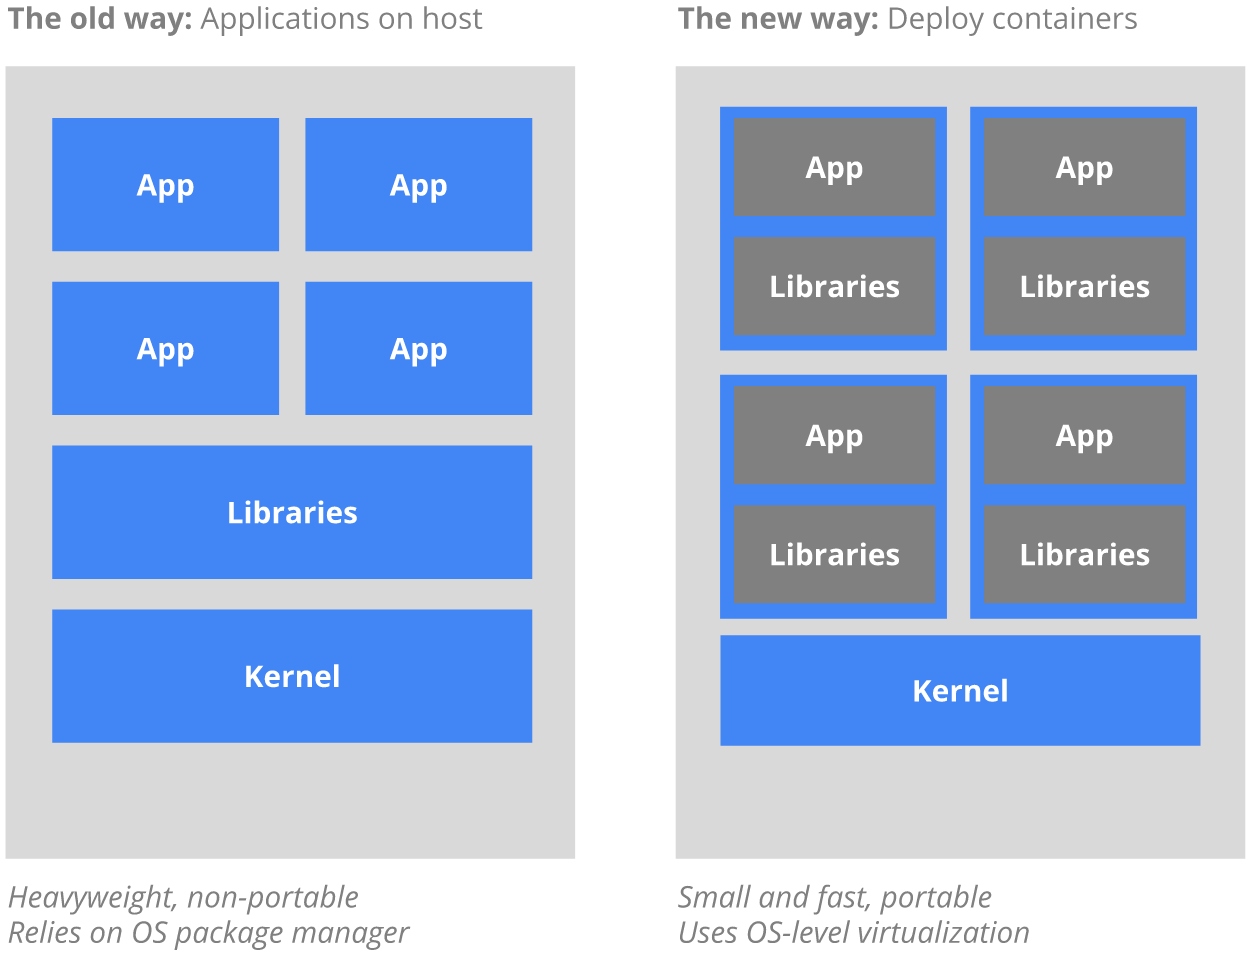 The old way: Applications on host
App
App
App
App
Libraries
Kernel
Heavyweight, non-portable
Relies on OS package manager
The new way: Deploy containers
App
App
Libraries
Libraries
App
App
Libraries
Libraries
Kernel
Small and fast, portable
Uses OS-level virtualization